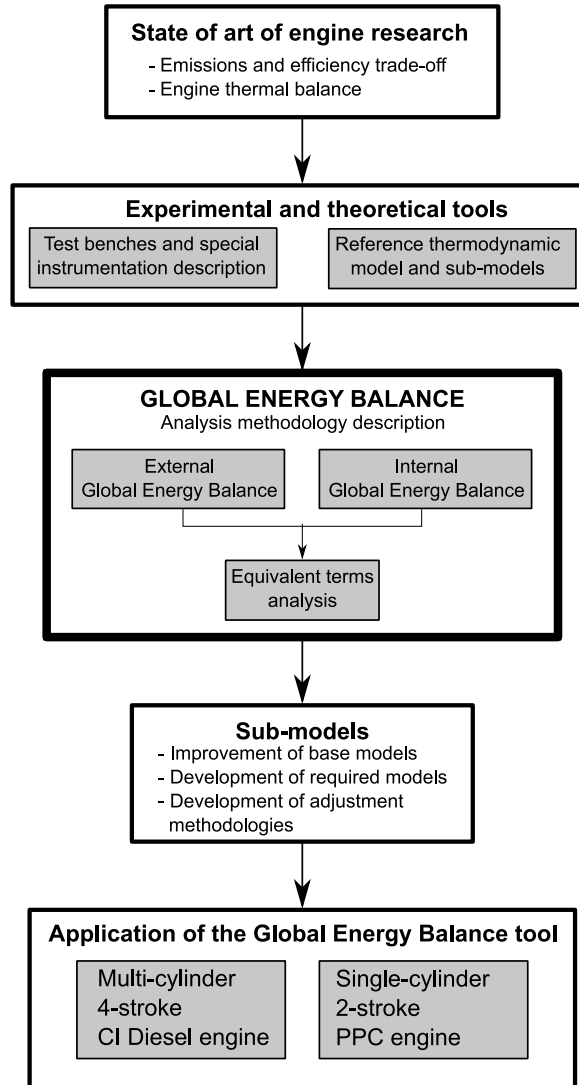 State of art of engine research
- Emissions and efficiency trade-off
- Engine thermal balance
Experimental and theoretical tools
Test benches and special
instrumentation description
Reference thermodynamic
model and sub-models
GLOBAL ENERGY BALANCE
Analysis methodology description
External
Global Energy Balance
Internal
Global Energy Balance
Equivalent terms
analysis
Sub-models
- Improvement of base models
- Development of required models
- Development of adjustment
methodologies
Application of the Global Energy Balance tool
Multi-cylinder
4-stroke
CI Diesel engine
Single-cylinder
2-stroke
PPC engine